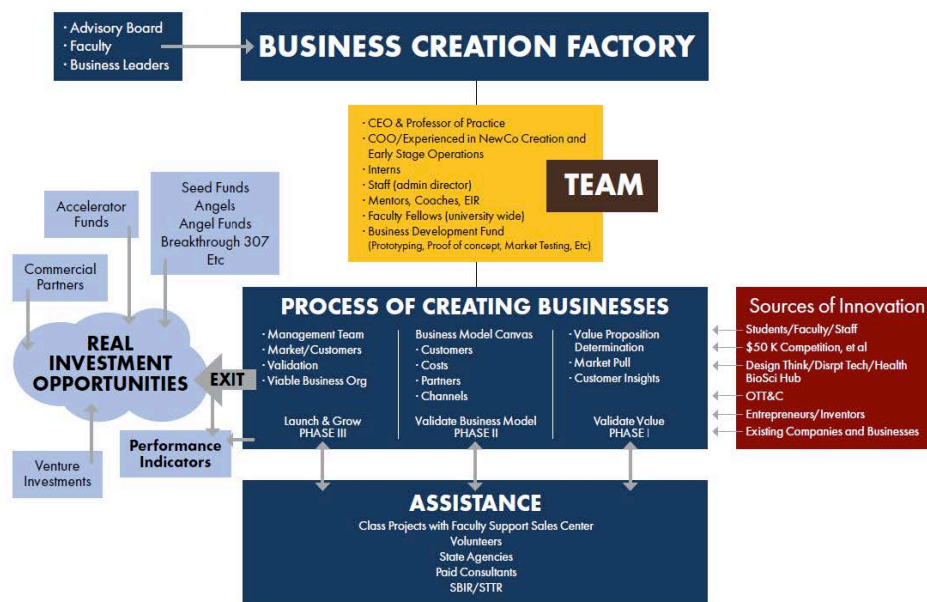 · Advisory Board
· Faculty
· Business Leaders
BUSINESS CREATION FACTORY
· CEO & Professor of Practice
· COO/Experienced in NewCo Creation and
Early Stage Operations
· Interns
· Staff (admin director)
· Mentors, Coaches, EIR
· Faculty Fellows (university wide)
· Business Development Fund
(Prototyping, Proof of concept, Market Testing, Etc)
TEAM
Seed Funds
Angels
Angel Funds
Breakthrough 307
Etc
Accelerator
Funds
Commercial
Partners
REAL
INVESTMENT
OPPORTUNITIES
EXIT
Performance
Indicators
Venture
Investments
PROCESS OF CREATING BUSINESSES
· Management Team
· Market/Customers
· Validation
· Viable Business Org
Launch & Grow
PHASE III
Business Model Canvas
· Customers
· Costs
· Partners
· Channels
Validate Business Model
PHASE II
· Value Proposition
Determination
· Market Pull
· Customer Insights
Validate Value
PHASE I
Sources of Innovation
Students/Faculty/Staff
$50 K Competition, et al
Design Think/Disrpt Tech/Health
BioSci Hub
OTT&C
Entrepreneurs/Inventors
Existing Companies and Businesses
ASSISTANCE
Class Projects with Faculty Support Sales Center
Volunteers
State Agencies
Paid Consultants
SBIR/STTR